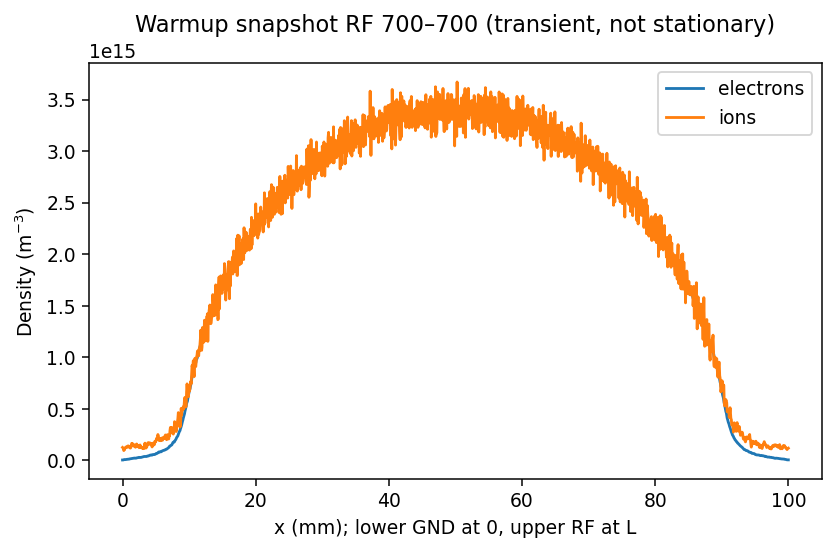 Warmup snapshot RF 700–700 (transient, not stationary)
1e15
electrons
ions
3.5
3.0
2.5
2.0
1.5
1.0
0.5
0.0
Density (m⁻³)
0
20
40
60
80
100
x (mm); lower GND at 0, upper RF at L